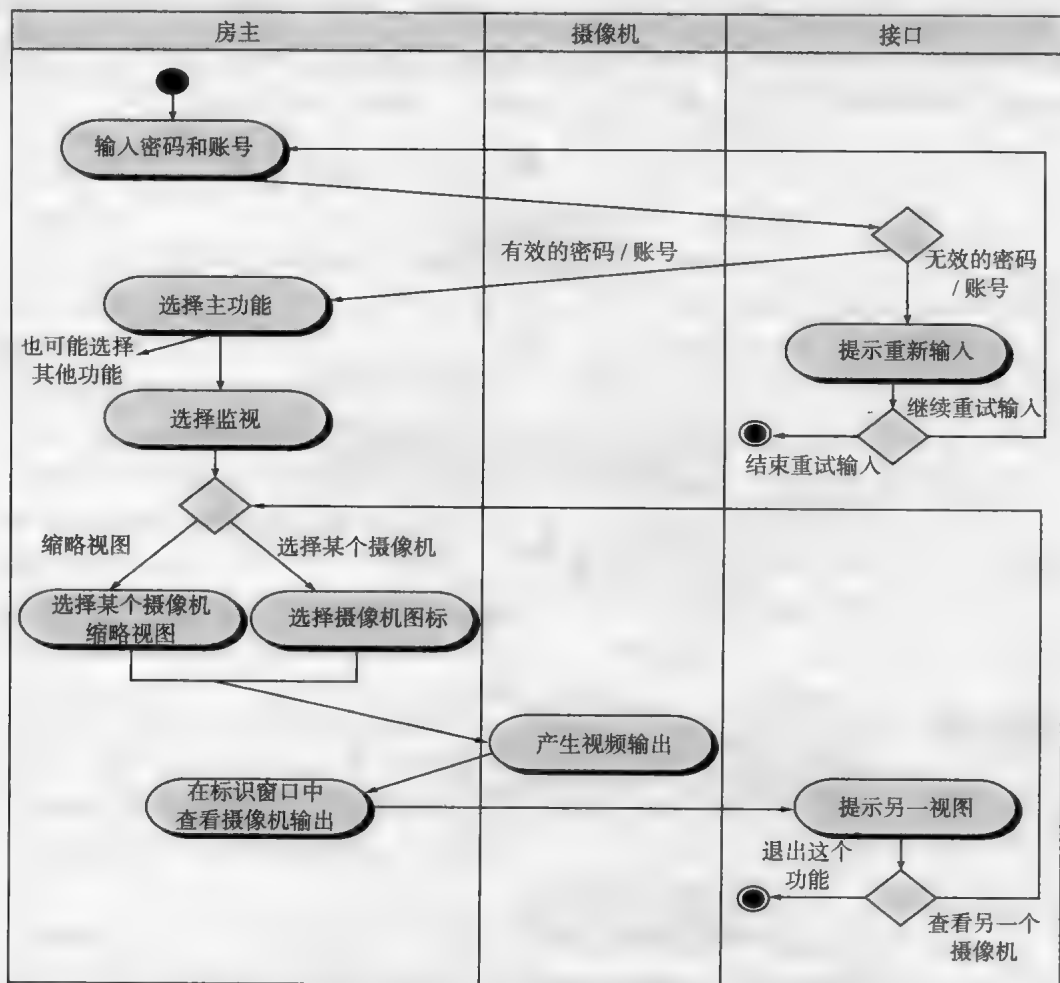 房主
摄像机
接口
输入密码和账号
有效的密码 / 账号
无效的密码
/ 账号
选择主功能
也可能选择
其他功能
提示重新输入
选择监视
继续重试输入
结束重试输入
缩略视图
选择某个摄像机
选择某个摄像机
缩略视图
选择摄像机图标
产生视频输出
在标识窗口中
查看摄像机输出
提示另一视图
退出这个
功能
查看另一个
摄像机